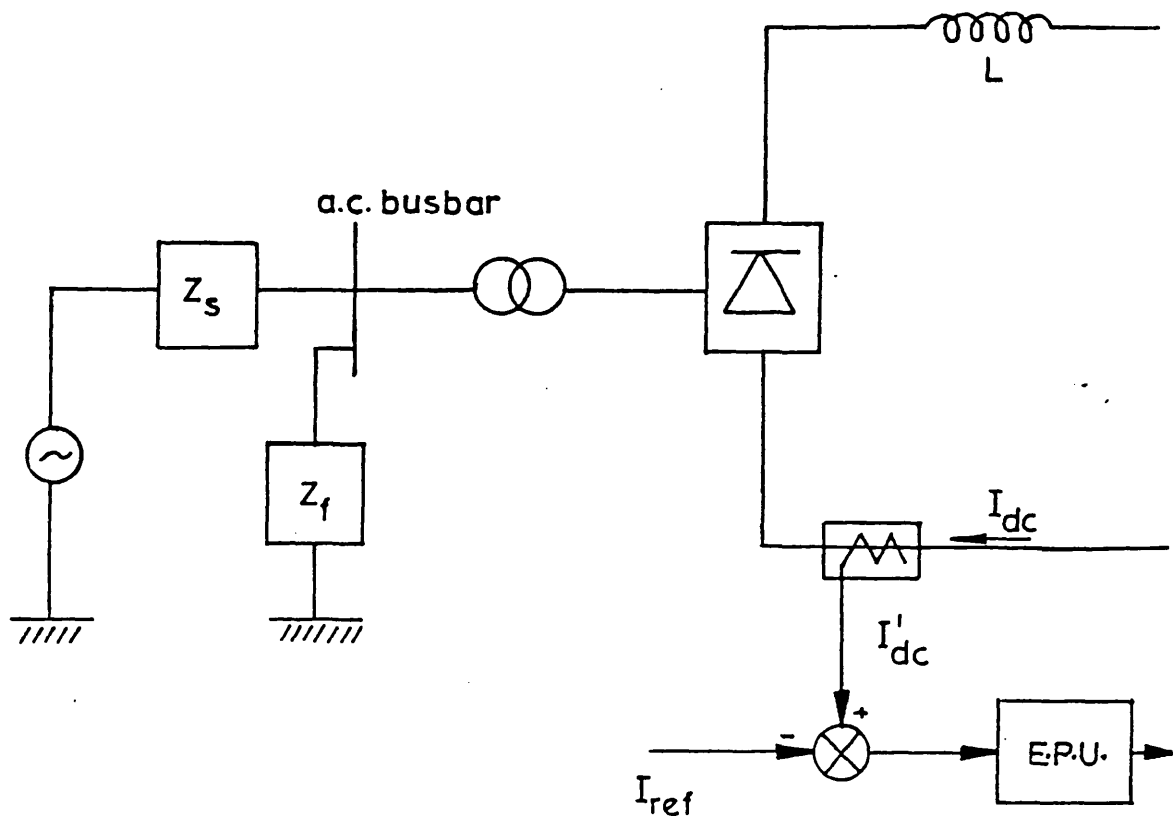 L
a.c. busbar
Z_s
Z_f
I_dc
I'_dc
+
-
I_ref
E.P.U.